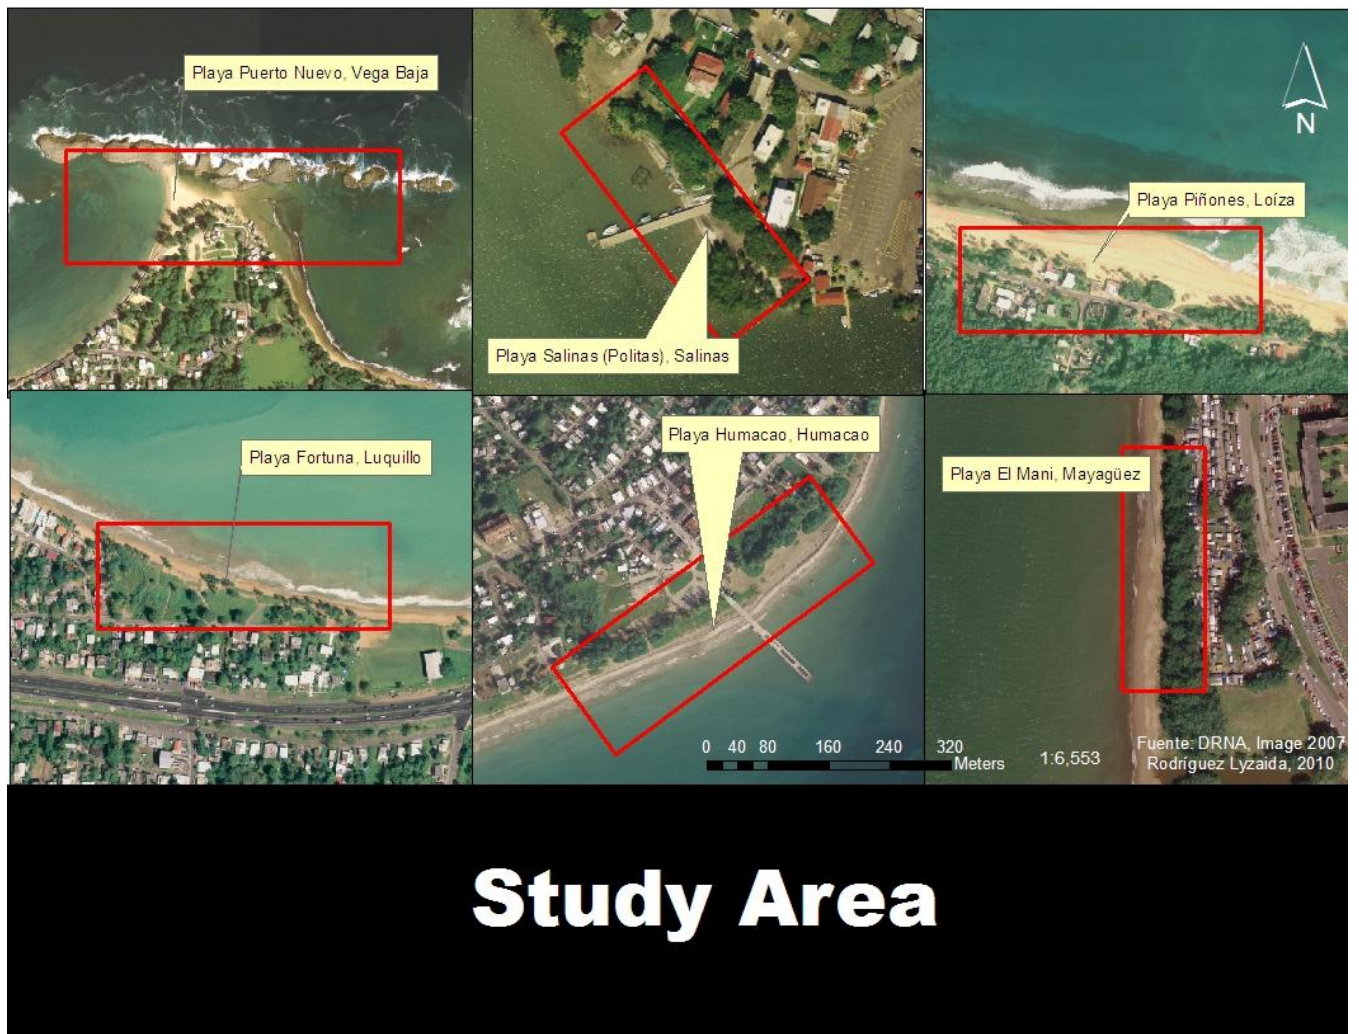 Playa Puerto Nuevo, Vega Baja
Playa Salinas (Politas), Salinas
Playa Piñones, Loíza
N
Playa Fortuna, Luquillo
Playa Humacao, Humacao
Playa El Mani, Mayagüez
0 40 80 160 240 320
Meters
1:6,553
Fuente: DRNA, Image 2007
Rodríguez Lyzaida, 2010
Study Area